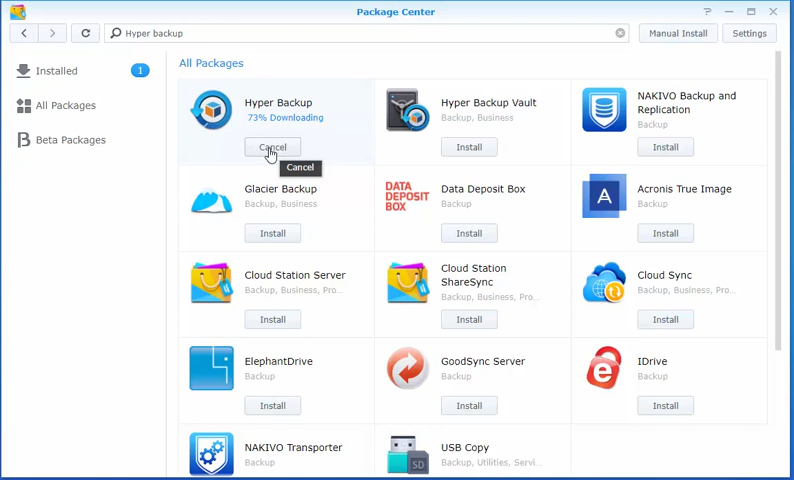 Package Center
Hyper backup
Manual Install
Settings
Installed
1
All Packages
Beta Packages
All Packages
Hyper Backup
73% Downloading
Cancel
Cancel
Hyper Backup Vault
Backup, Business
Install
NAKIVO Backup and
Replication
Backup
Install
Glacier Backup
Backup, Business
Install
DATA
DEPOSIT
BOX
Data Deposit Box
Backup
Install
A
Acronis True Image
Backup
Install
Cloud Station Server
Backup, Business, Pro...
Install
Cloud Station
ShareSync
Backup, Business, Pro...
Install
Cloud Sync
Backup, Business, Pro...
Install
ElephantDrive
Backup
Install
GoodSync Server
Backup
Install
e
IDrive
Backup
Install
NAKIVO Transporter
Backup
SD
USB Copy
Backup, Utilities, Servi...